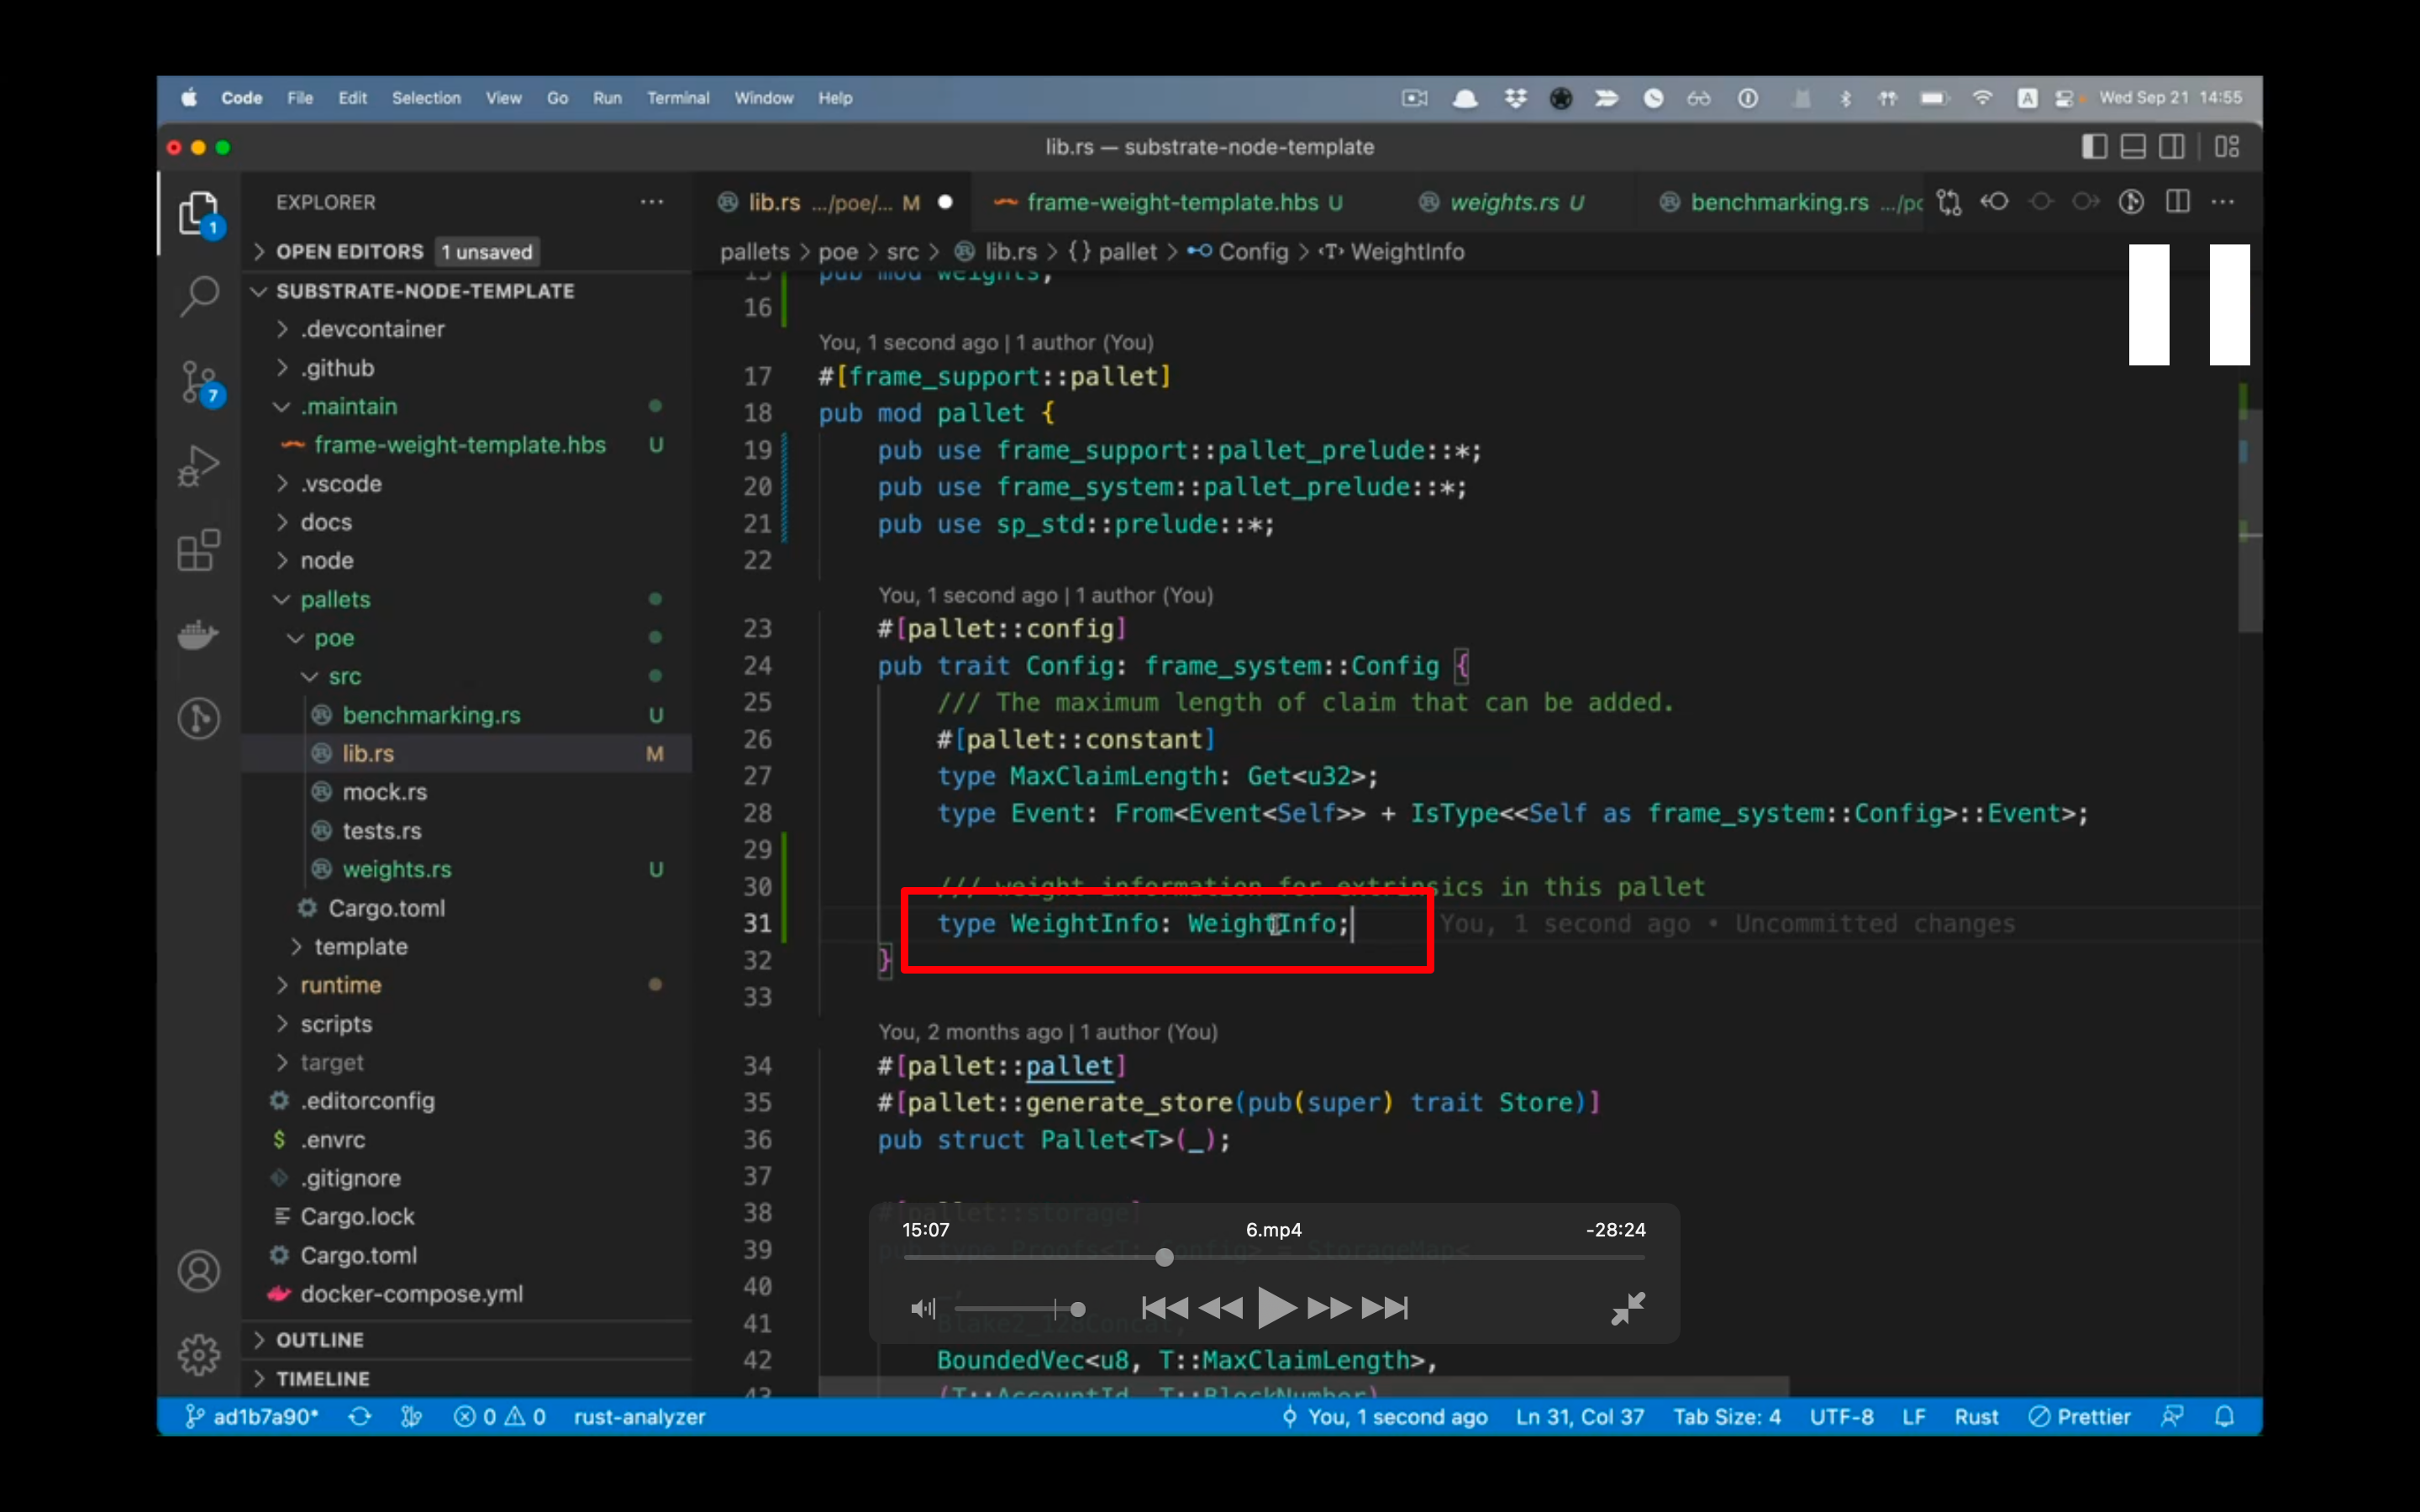 Code File Edit Selection View Go Run Terminal Window Help
A Wed Sep 21 14:55
lib.rs — substrate-node-template
EXPLORER
lib.rs .../poe/... M
frame-weight-template.hbs U
weights.rs U
benchmarking.rs .../po
1
OPEN EDITORS 1 unsaved
pallets > poe > src > lib.rs > {} pallet > Config > WeightInfo
SUBSTRATE-NODE-TEMPLATE
.devcontainer
.github
7
.maintain
frame-weight-template.hbs U
.vscode
docs
node
pallets
poe
src
benchmarking.rs U
lib.rs M
mock.rs
tests.rs
weights.rs U
Cargo.toml
template
runtime
scripts
target
.editorconfig
$ .envrc
.gitignore
Cargo.lock
Cargo.toml
docker-compose.yml
OUTLINE
TIMELINE
15 pub mod weights;
16
You, 1 second ago | 1 author (You)
17 #[frame_support::pallet]
18 pub mod pallet {
19 pub use frame_support::pallet_prelude::*;
20 pub use frame_system::pallet_prelude::*;
21 pub use sp_std::prelude::*;
22
You, 1 second ago | 1 author (You)
23 #[pallet::config]
24 pub trait Config: frame_system::Config {
25 /// The maximum length of claim that can be added.
26 #[pallet::constant]
27 type MaxClaimLength: Get<u32>;
28 type Event: From<Event<Self>> + IsType<<Self as frame_system::Config>::Event>;
29
30 /// weight information for extrinsics in this pallet
31 type WeightInfo: WeightInfo; You, 1 second ago • Uncommitted changes
32 }
33
You, 2 months ago | 1 author (You)
34 #[pallet::pallet]
35 #[pallet::generate_store(pub(super) trait Store)]
36 pub struct Pallet<T>(_);
37
38 #[pallet::storage]
39 pub type Proofs<T: Config> = StorageMap<
40 _,
41 Blake2_128Concat,
42 BoundedVec<u8, T::MaxClaimLength>,
43 (T::AccountId, T::BlockNumber)
15:07 6.mp4 -28:24
ad1b7a90* 0 0 rust-analyzer
You, 1 second ago Ln 31, Col 37 Tab Size: 4 UTF-8 LF Rust Prettier